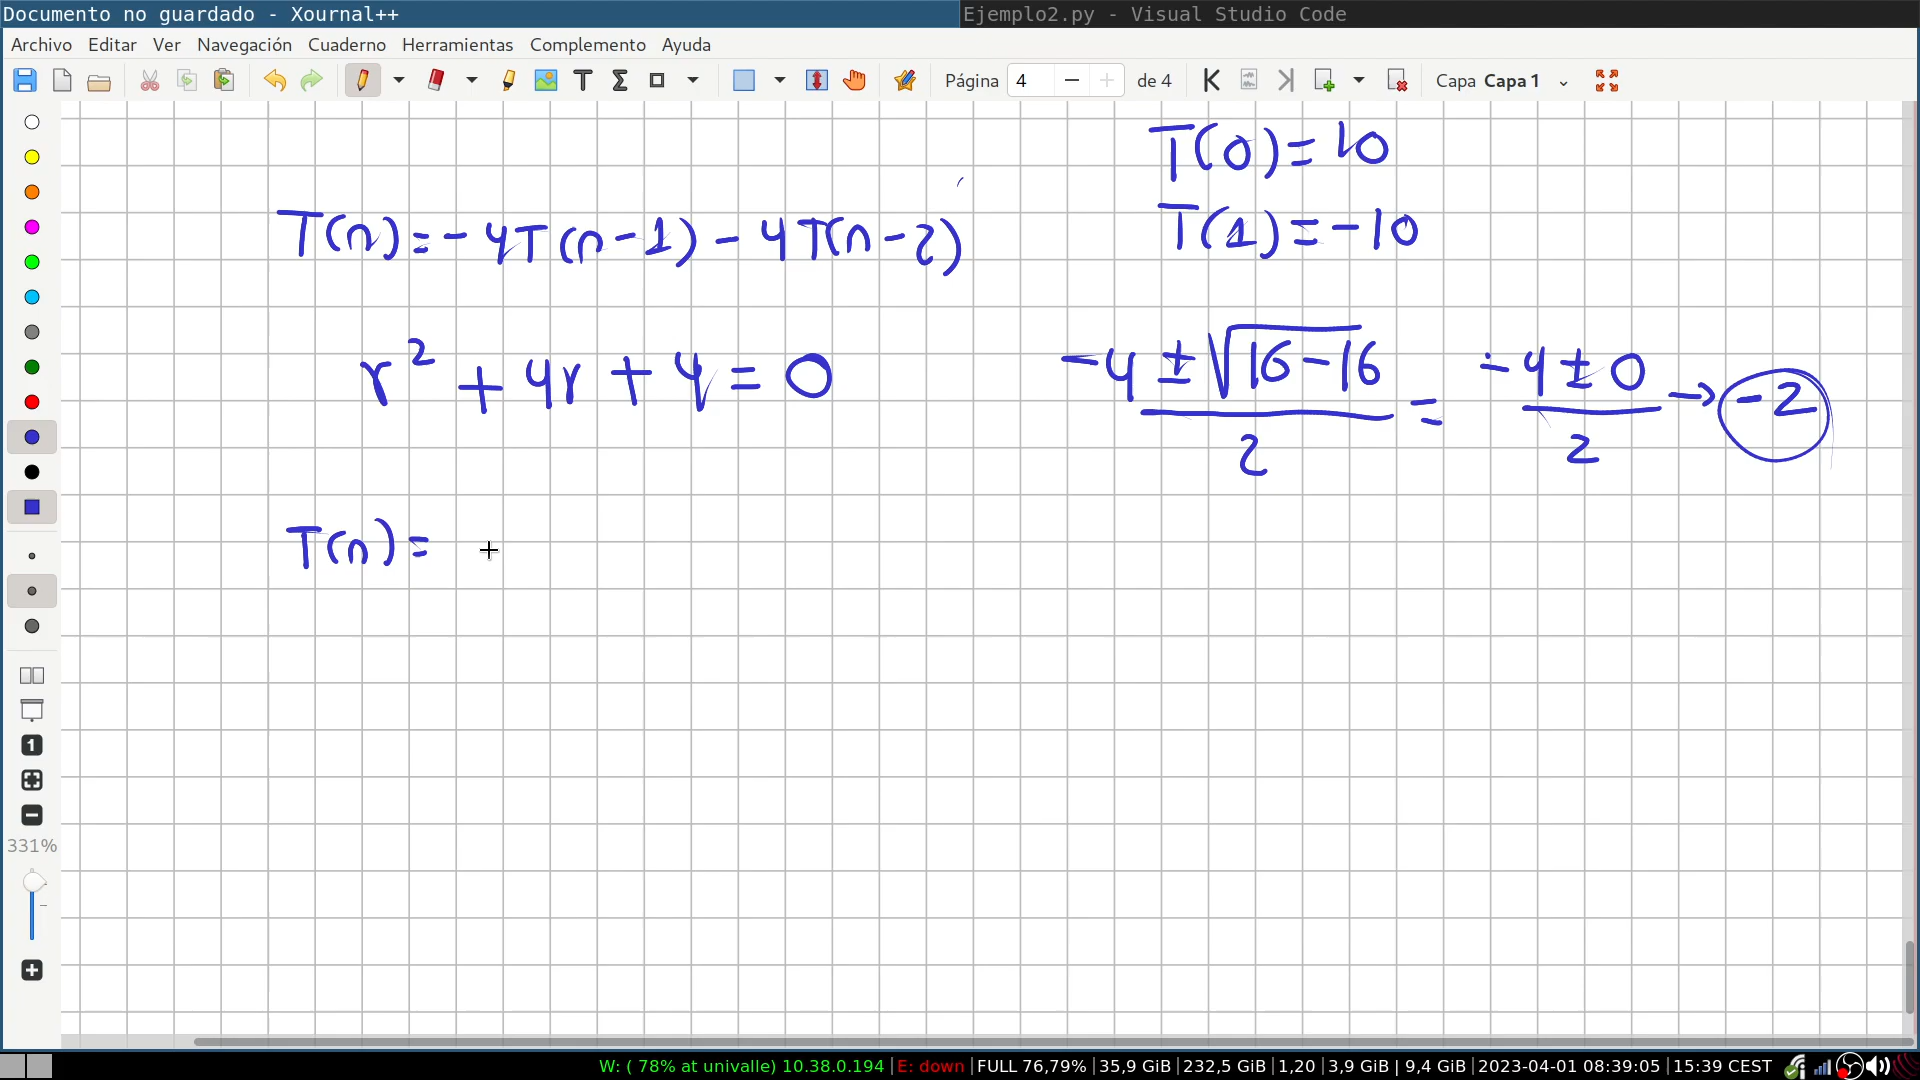 Documento no guardado - Xournal++
Ejemplo2.py - Visual Studio Code
Archivo Editar Ver Navegación Cuaderno Herramientas Complemento Ayuda
Página 4 de 4 Capa Capa 1
T(0)=10
T(n)=-4T(n-1)-4T(n-2)
T(1)=-10
r² + 4r + 4 = 0
-4 ± √16-16 / 2 = -4 ± 0 / 2 → -2
T(n)=
1
331%
W: ( 78% at univalle) 10.38.0.194 |E: down |FULL 76,79% |35,9 GiB |232,5 GiB |1,20 |3,9 GiB | 9,4 GiB |2023-04-01 08:39:05 |15:39 CEST